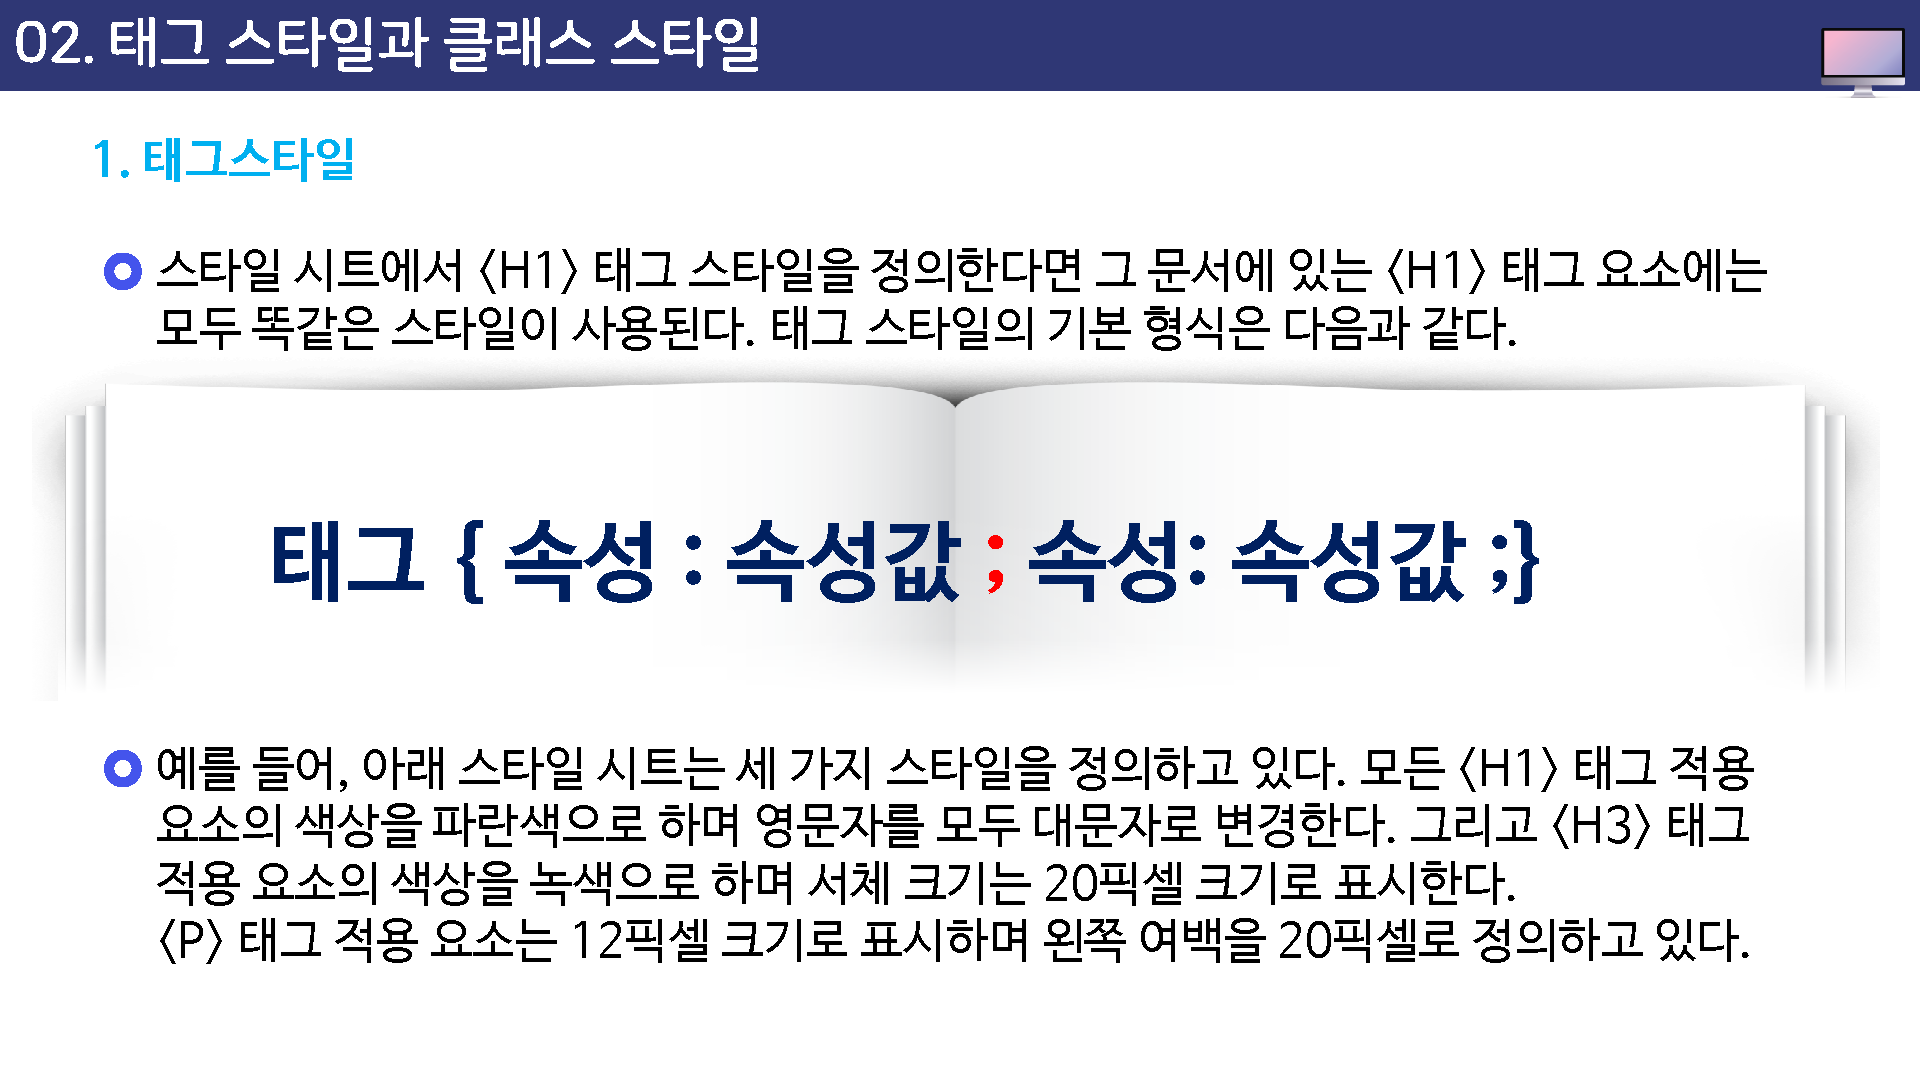 02. 태그 스타일과 클래스 스타일
1. 태그스타일
스타일 시트에서 <H1> 태그 스타일을 정의한다면 그 문서에 있는 <H1> 태그 요소에는
모두 똑같은 스타일이 사용된다. 태그 스타일의 기본 형식은 다음과 같다.
태그 { 속성 : 속성값 ; 속성: 속성값 ;}
예를 들어, 아래 스타일 시트는 세 가지 스타일을 정의하고 있다. 모든 <H1> 태그 적용
요소의 색상을 파란색으로 하며 영문자를 모두 대문자로 변경한다. 그리고 <H3> 태그
적용 요소의 색상을 녹색으로 하며 서체 크기는 20픽셀 크기로 표시한다.
<P> 태그 적용 요소는 12픽셀 크기로 표시하며 왼쪽 여백을 20픽셀로 정의하고 있다.